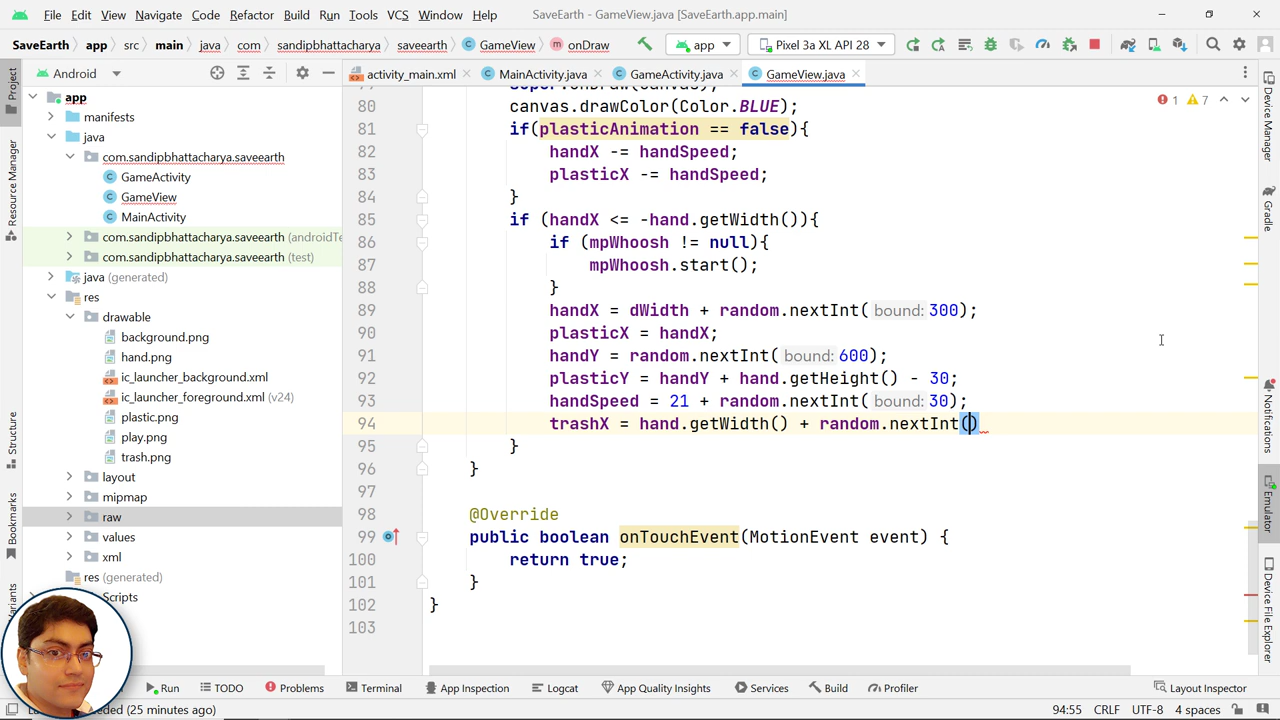 File Edit View Navigate Code Refactor Build Run Tools VCS Window Help SaveEarth - GameView.java [SaveEarth.app.main]
SaveEarth app src main java com sandipbhattacharya saveearth GameView onDraw app Pixel 3a XL API 28
Android activity_main.xml MainActivity.java GameActivity.java GameView.java
Project
Resource Manager
Structure
Bookmarks
app
manifests
java
com.sandipbhattacharya.saveearth
GameActivity
GameView
MainActivity
com.sandipbhattacharya.saveearth (androidTe
com.sandipbhattacharya.saveearth (test)
java (generated)
res
drawable
background.png
hand.png
ic_launcher_background.xml
ic_launcher_foreground.xml (v24)
plastic.png
play.png
trash.png
layout
mipmap
raw
values
xml
res (generated)
Scripts
1 7
79 super.onDraw(canvas);
80 canvas.drawColor(Color.BLUE);
81 if(plasticAnimation == false){
82 handX -= handSpeed;
83 plasticX -= handSpeed;
84 }
85 if (handX <= -hand.getWidth()){
86 if (mpWhoosh != null){
87 mpWhoosh.start();
88 }
89 handX = dWidth + random.nextInt( bound: 300);
90 plasticX = handX;
91 handY = random.nextInt( bound: 600);
92 plasticY = handY + hand.getHeight() - 30;
93 handSpeed = 21 + random.nextInt( bound: 30);
94 trashX = hand.getWidth() + random.nextInt()
95 }
96 }
97
98 @Override
99 public boolean onTouchEvent(MotionEvent event) {
100 return true;
101 }
102 }
103
Device Manager
Gradle
Notifications
Emulator
Device File Explorer
Run TODO Problems Terminal App Inspection Logcat App Quality Insights Services Build Profiler Layout Inspector
(25 minutes ago) 94:55 CRLF UTF-8 4 spaces